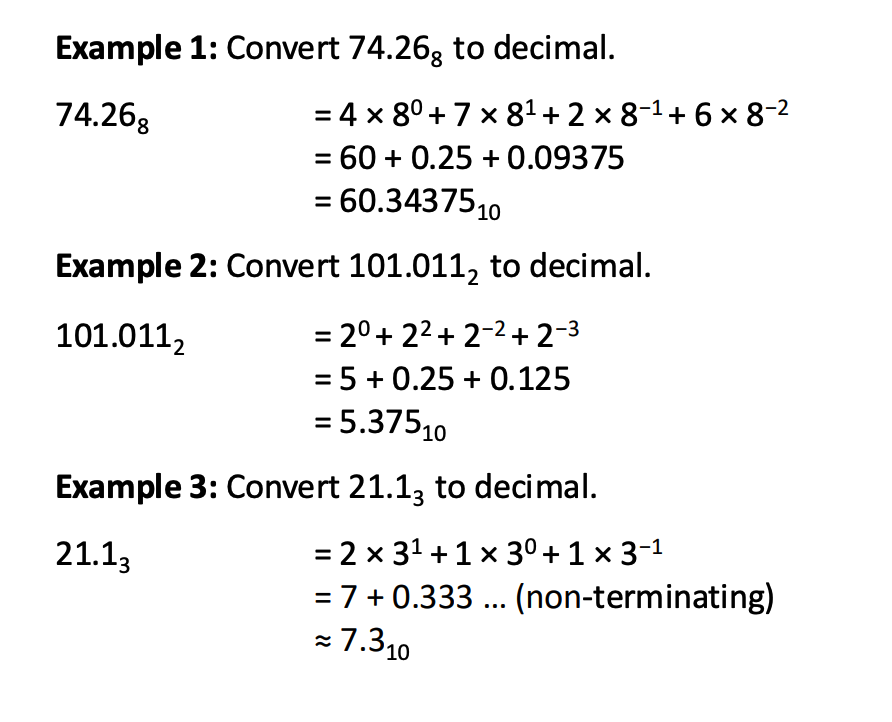 Example 1: Convert 74.26₈ to decimal.
74.26₈ = 4 × 8⁰ + 7 × 8¹ + 2 × 8⁻¹ + 6 × 8⁻²
= 60 + 0.25 + 0.09375
= 60.34375₁₀
Example 2: Convert 101.011₂ to decimal.
101.011₂ = 2⁰ + 2² + 2⁻² + 2⁻³
= 5 + 0.25 + 0.125
= 5.375₁₀
Example 3: Convert 21.1₃ to decimal.
21.1₃ = 2 × 3¹ + 1 × 3⁰ + 1 × 3⁻¹
= 7 + 0.333 ... (non-terminating)
≈ 7.3₁₀